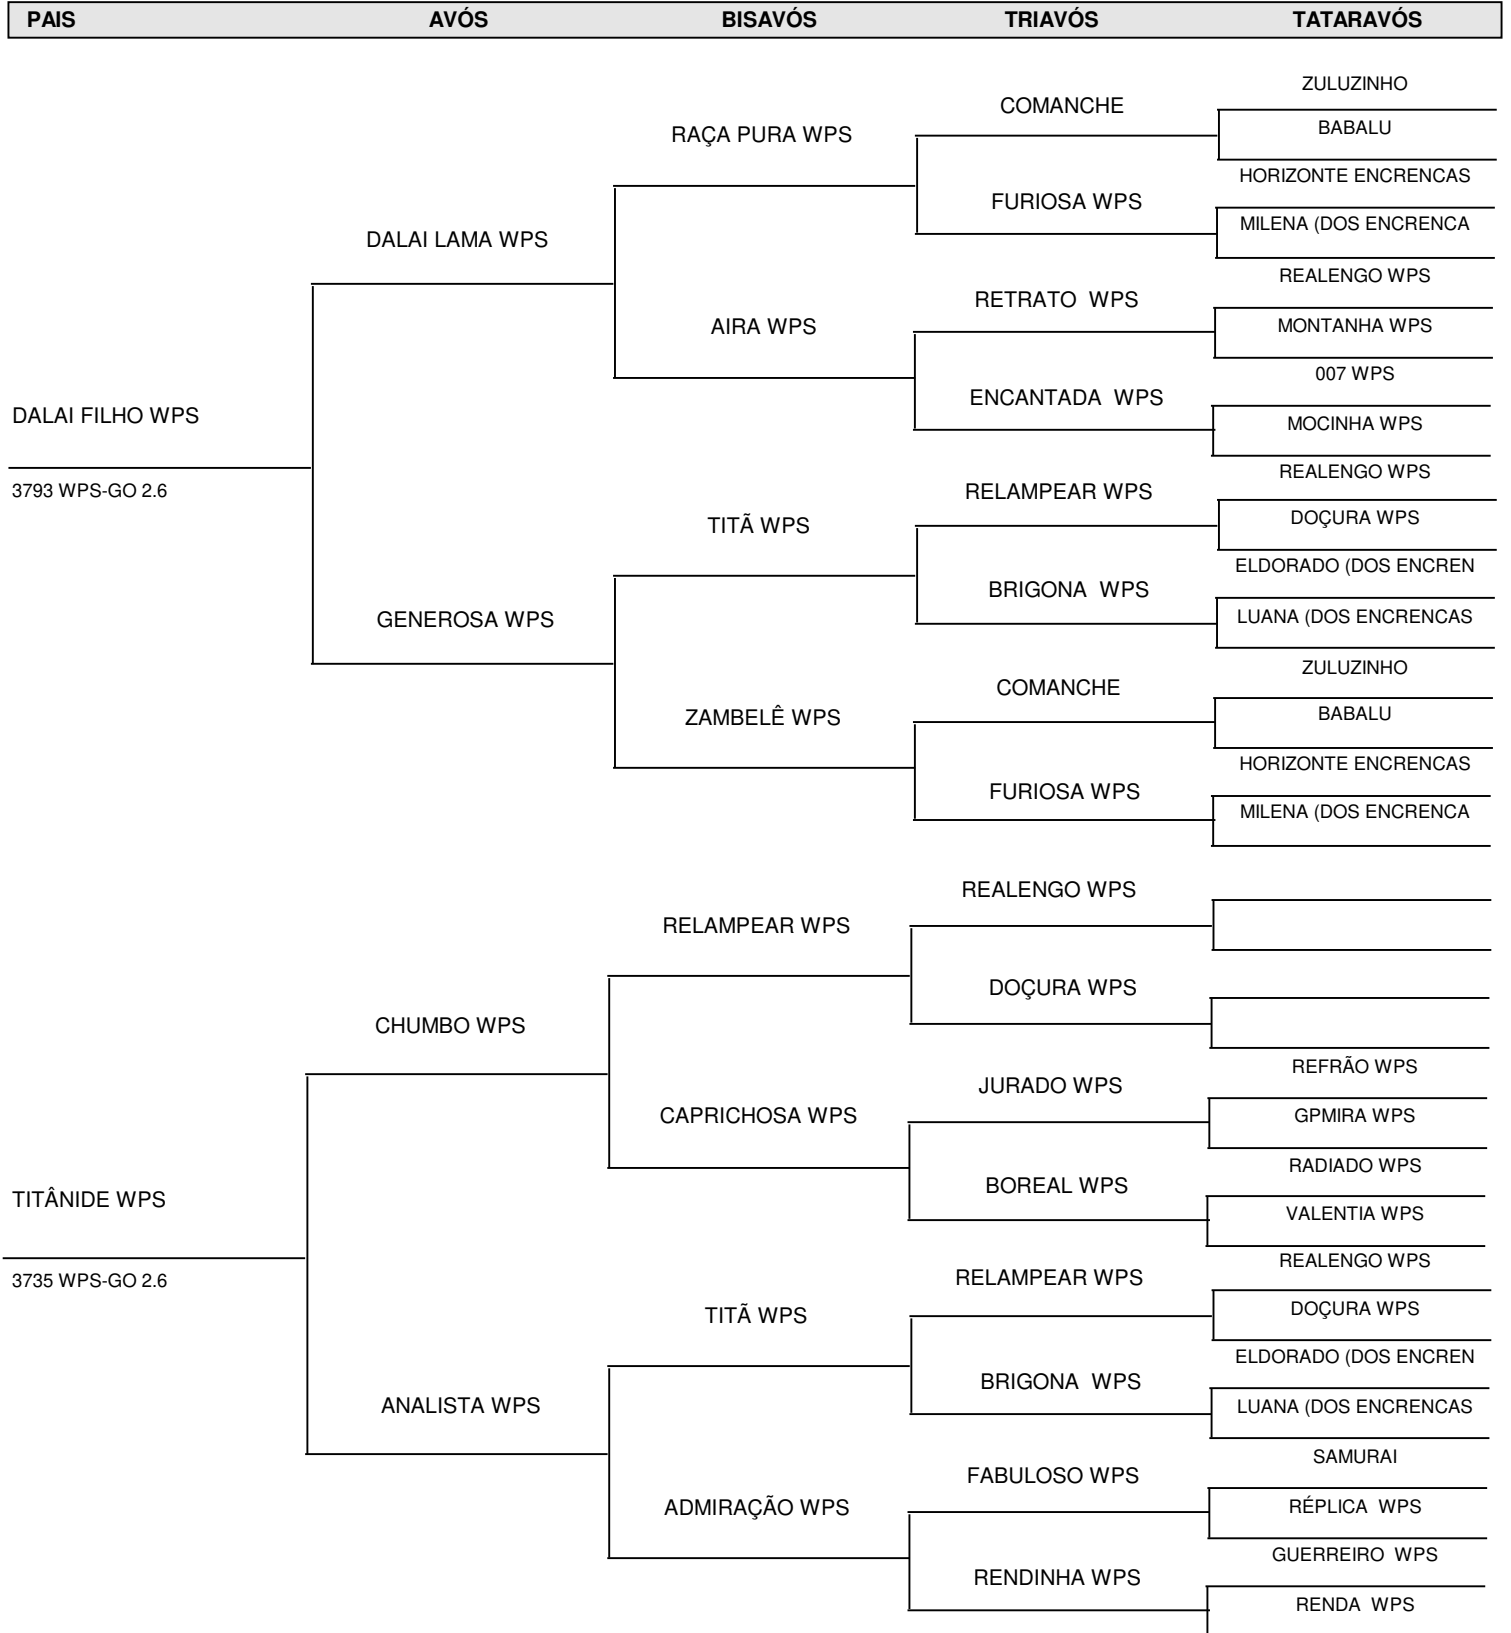 PAIS AVÓS BISAVÓS TRIAVÓS TATARAVÓS
ZULUZINHO
COMANCHE
BABALU
RAÇA PURA WPS
HORIZONTE ENCRENCAS
FURIOSA WPS
MILENA (DOS ENCRENCA
DALAI LAMA WPS
REALENGO WPS
RETRATO WPS
MONTANHA WPS
AIRA WPS
007 WPS
ENCANTADA WPS
DALAI FILHO WPS
MOCINHA WPS
REALENGO WPS
3793 WPS-GO 2.6
RELAMPEAR WPS
DOÇURA WPS
TITÃ WPS
ELDORADO (DOS ENCREN
BRIGONA WPS
LUANA (DOS ENCRENCAS
GENEROSA WPS
ZULUZINHO
COMANCHE
BABALU
ZAMBELÊ WPS
HORIZONTE ENCRENCAS
FURIOSA WPS
MILENA (DOS ENCRENCA
REALENGO WPS
RELAMPEAR WPS
DOÇURA WPS
CHUMBO WPS
REFRÃO WPS
JURADO WPS
CAPRICHOSA WPS
GPMIRA WPS
RADIADO WPS
BOREAL WPS
TITÂNIDE WPS
VALENTIA WPS
REALENGO WPS
3735 WPS-GO 2.6
RELAMPEAR WPS
DOÇURA WPS
TITÃ WPS
ELDORADO (DOS ENCREN
BRIGONA WPS
ANALISTA WPS
LUANA (DOS ENCRENCAS
SAMURAI
FABULOSO WPS
ADMIRAÇÃO WPS
RÉPLICA WPS
GUERREIRO WPS
RENDINHA WPS
RENDA WPS